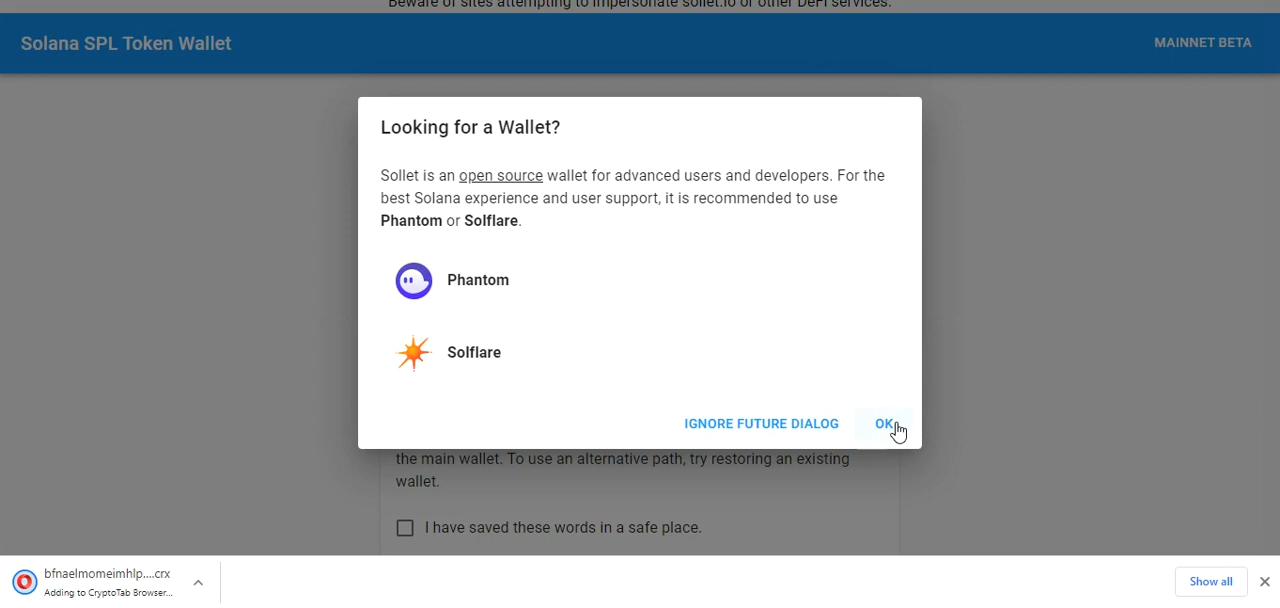 Beware of sites attempting to impersonate sollet.io or other DeFi services.
Solana SPL Token Wallet
MAINNET BETA
Looking for a Wallet?
Sollet is an open source wallet for advanced users and developers. For the
best Solana experience and user support, it is recommended to use
Phantom or Solflare.
Phantom
Solflare
IGNORE FUTURE DIALOG
OK
the main wallet. To use an alternative path, try restoring an existing
wallet.
I have saved these words in a safe place.
bfnaelmomeimhlp....crx
Adding to CryptoTab Browser...
Show all